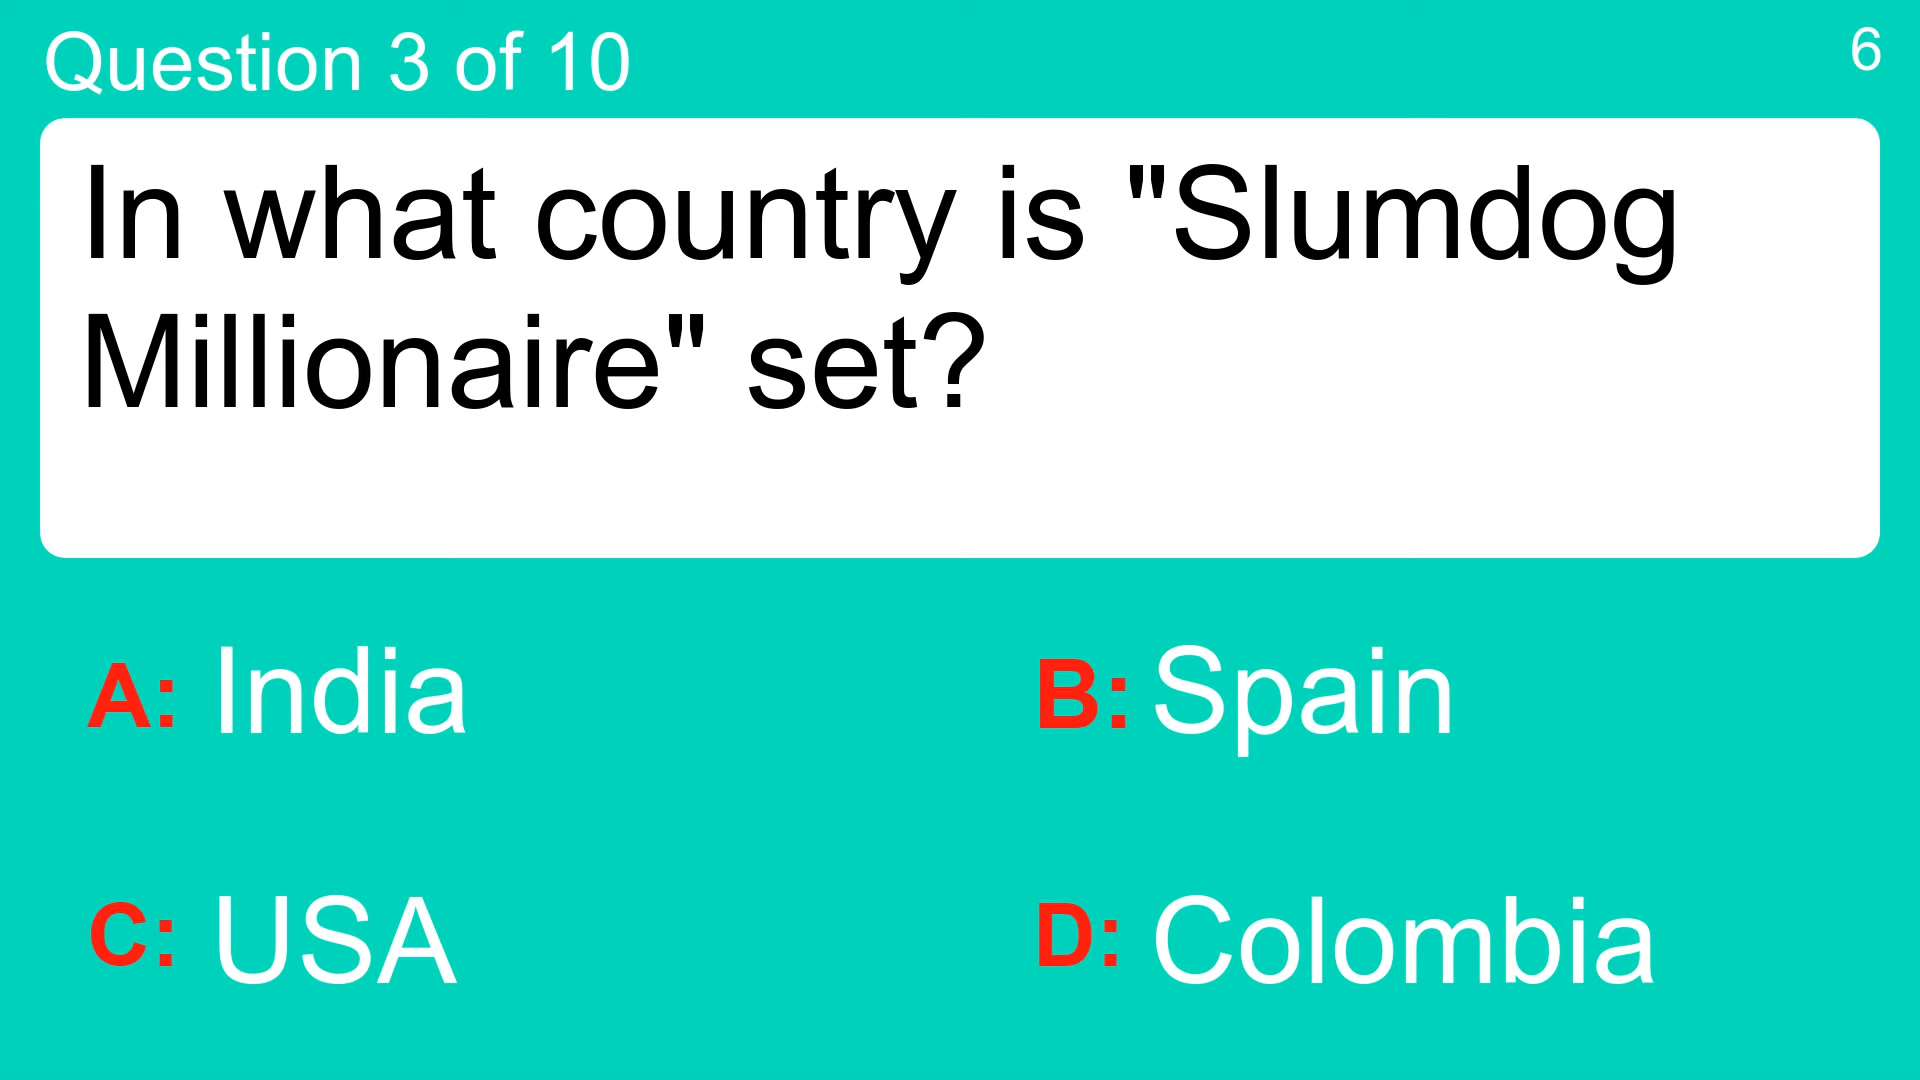 Question 3 of 10
6
In what country is "Slumdog
Millionaire" set?
A: India
B: Spain
C: USA
D: Colombia